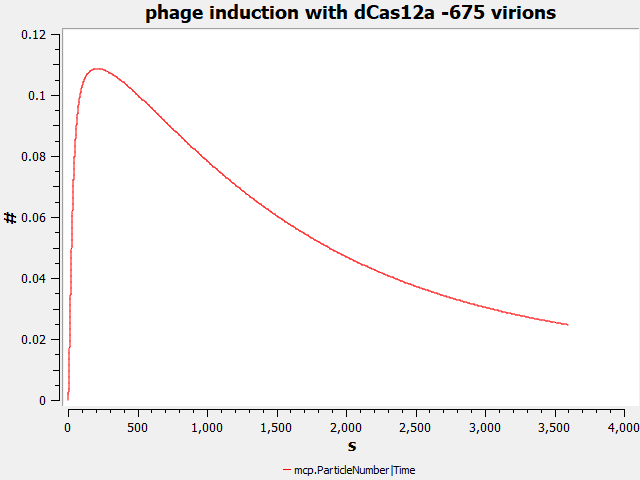 phage induction with dCas12a -675 virions
0.12
0.1
0.08
0.06
0.04
0.02
0
#
0 500 1,000 1,500 2,000 2,500 3,000 3,500 4,000
s
mcp.ParticleNumber|Time